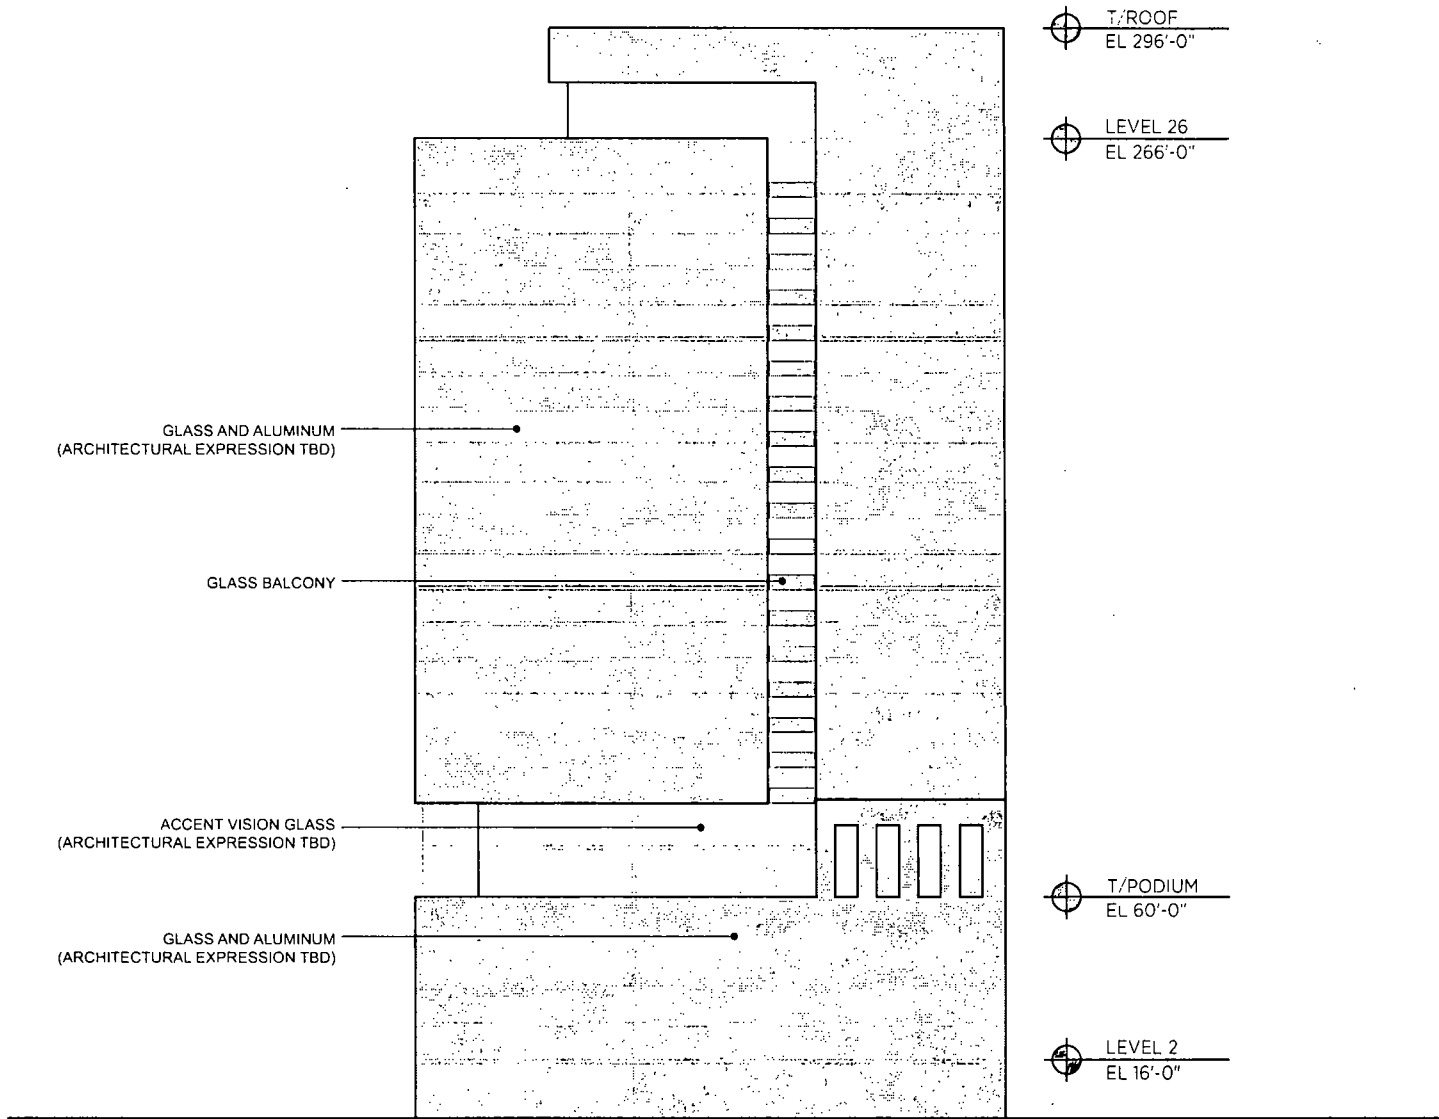 T/ROOF
EL 296'-0"
LEVEL 26
EL 266'-0"
GLASS AND ALUMINUM
(ARCHITECTURAL EXPRESSION TBD)
GLASS BALCONY
ACCENT VISION GLASS
(ARCHITECTURAL EXPRESSION TBD)
T/PODIUM
EL 60'-0"
GLASS AND ALUMINUM
(ARCHITECTURAL EXPRESSION TBD)
LEVEL 2
EL 16'-0"